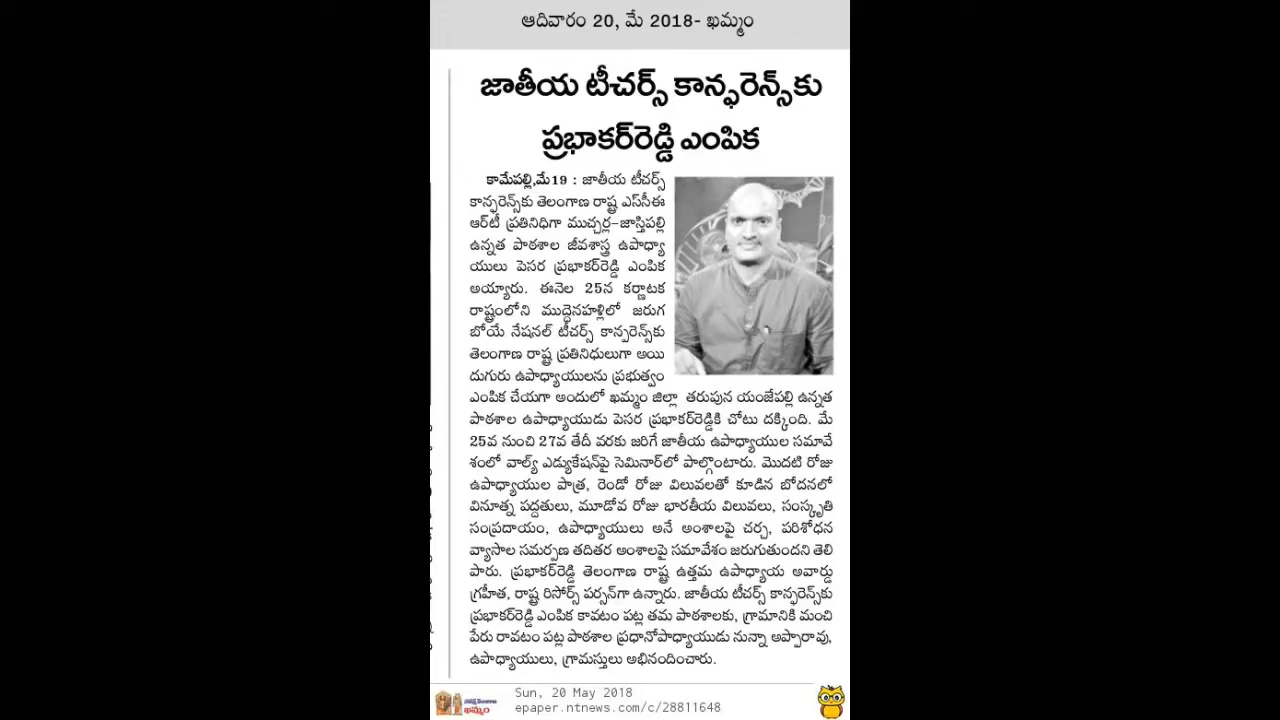 ఆదివారం 20, మే 2018- ఖమ్మం
జాతీయ టీచర్స్ కాన్ఫరెన్స్‌కు
ప్రభాకర్‌రెడ్డి ఎంపిక
కామేపల్లి,మే19 : జాతీయ టీచర్స్
కాన్ఫరెన్స్‌కు తెలంగాణ రాష్ట్ర ఎస్‌సీఈ
ఆర్‌టీ ప్రతినిధిగా ముచ్చర్ల-జాస్తిపల్లి
ఉన్నత పాఠశాల జీవశాస్త్ర ఉపాధ్యా
యులు పెసర ప్రభాకర్‌రెడ్డి ఎంపిక
అయ్యారు. ఈనెల 25న కర్ణాటక
రాష్ట్రంలోని ముద్దెనహళ్లిలో జరుగ
బోయే నేషనల్ టీచర్స్ కాన్ఫరెన్స్‌కు
తెలంగాణ రాష్ట్ర ప్రతినిధులుగా అయి
దుగురు ఉపాధ్యాయులను ప్రభుత్వం
ఎంపిక చేయగా అందులో ఖమ్మం జిల్లా తరుపున యంజేపల్లి ఉన్నత
పాఠశాల ఉపాధ్యాయుడు పెసర ప్రభాకర్‌రెడ్డికి చోటు దక్కింది. మే
25వ నుంచి 27వ తేదీ వరకు జరిగే జాతీయ ఉపాధ్యాయుల సమావే
శంలో వాల్యూ ఎడ్యుకేషన్‌పై సెమినార్‌లో పాల్గొంటారు. మొదటి రోజు
ఉపాధ్యాయుల పాత్ర, రెండో రోజు విలువలతో కూడిన బోదనలో
వినూత్న పద్దతులు, మూడోవ రోజు భారతీయ విలువలు, సంస్కృతి
సంప్రదాయం, ఉపాధ్యాయులు అనే అంశాలపై చర్చ, పరిశోధన
వ్యాసాల సమర్పణ తదితర అంశాలపై సమావేశం జరుగుతుందని తెలి
పారు. ప్రభాకర్‌రెడ్డి తెలంగాణ రాష్ట్ర ఉత్తమ ఉపాధ్యాయ అవార్డు
గ్రహీత, రాష్ట్ర రిసోర్స్ పర్సన్‌గా ఉన్నారు. జాతీయ టీచర్స్ కాన్ఫరెన్స్‌కు
ప్రభాకర్‌రెడ్డి ఎంపిక కావటం పట్ల తమ పాఠశాలకు, గ్రామానికి మంచి
పేరు రావటం పట్ల పాఠశాల ప్రధానోపాధ్యాయుడు నున్నా అప్పారావు,
ఉపాధ్యాయులు, గ్రామస్తులు అభినందించారు.
ఖమ్మం
Sun, 20 May 2018
epaper.ntnews.com/c/28811648